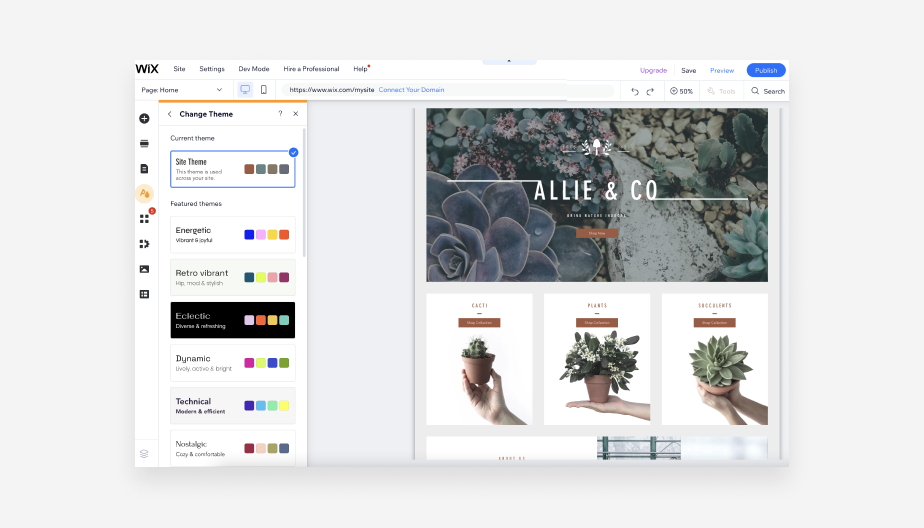 WiX
Site
Settings
Dev Mode
Hire a Professional
Help
Upgrade
Save
Preview
Publish
Page: Home
https://www.wix.com/mysite
Connect Your Domain
50%
Tools
Search
Change Theme
?
Current theme
Site Theme
This theme is used
across your site.
Featured themes
Energetic
Vibrant & joyful
Retro vibrant
Hip, mod & stylish
Eclectic
Diverse & refreshing
Dynamic
Lively, active & bright
Technical
Modern & efficient
Nostalgic
Cozy & comfortable
ALLIE & CO
BRING NATURE INDOORS
Shop Now
CACTI
Shop Collection
PLANTS
Shop Collection
SUCCULENTS
Shop Collection
ABOUT US